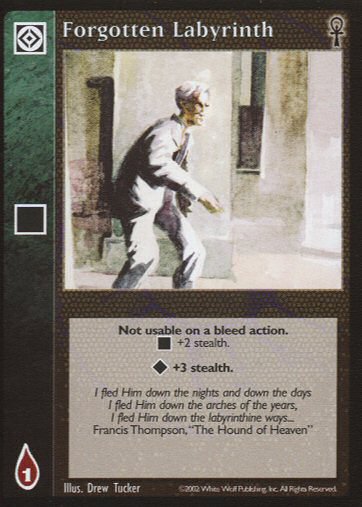 Forgotten Labyrinth
Not usable on a bleed action.
+2 stealth.
+3 stealth.
I fled Him down the nights and down the days
I fled Him down the arches of the years,
I fled Him down the labyrinthine ways...
Francis Thompson, "The Hound of Heaven"
1
Illus. Drew Tucker
©2002 White Wolf Publishing, Inc. All Rights Reserved.